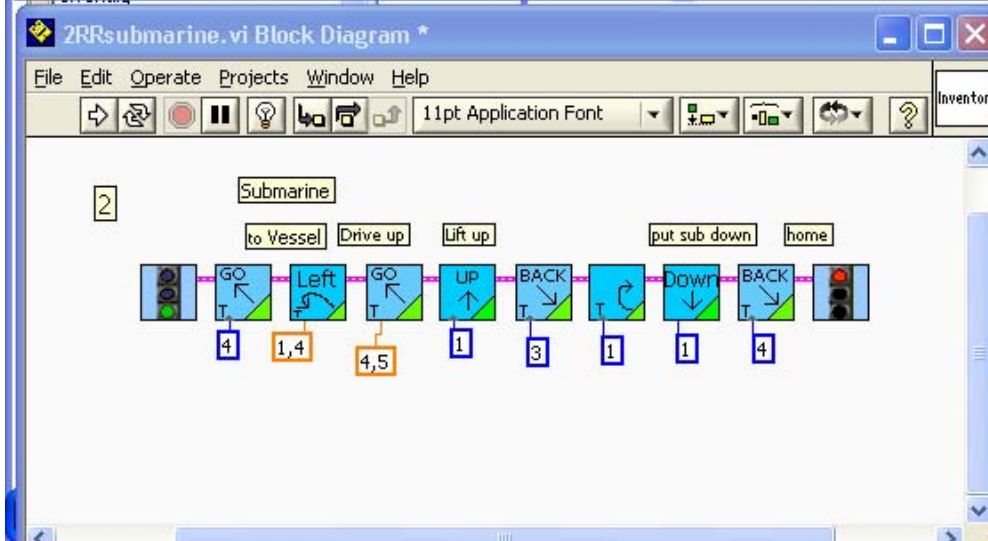 2RRsubmarine.vi Block Diagram *
File Edit Operate Projects Window Help
11pt Application Font
Inventor
2
Submarine
to Vessel Drive up Lift up put sub down home
GO Left GO UP BACK Down BACK
T T T T T T
4 1,4 4,5 1 3 1 1 4